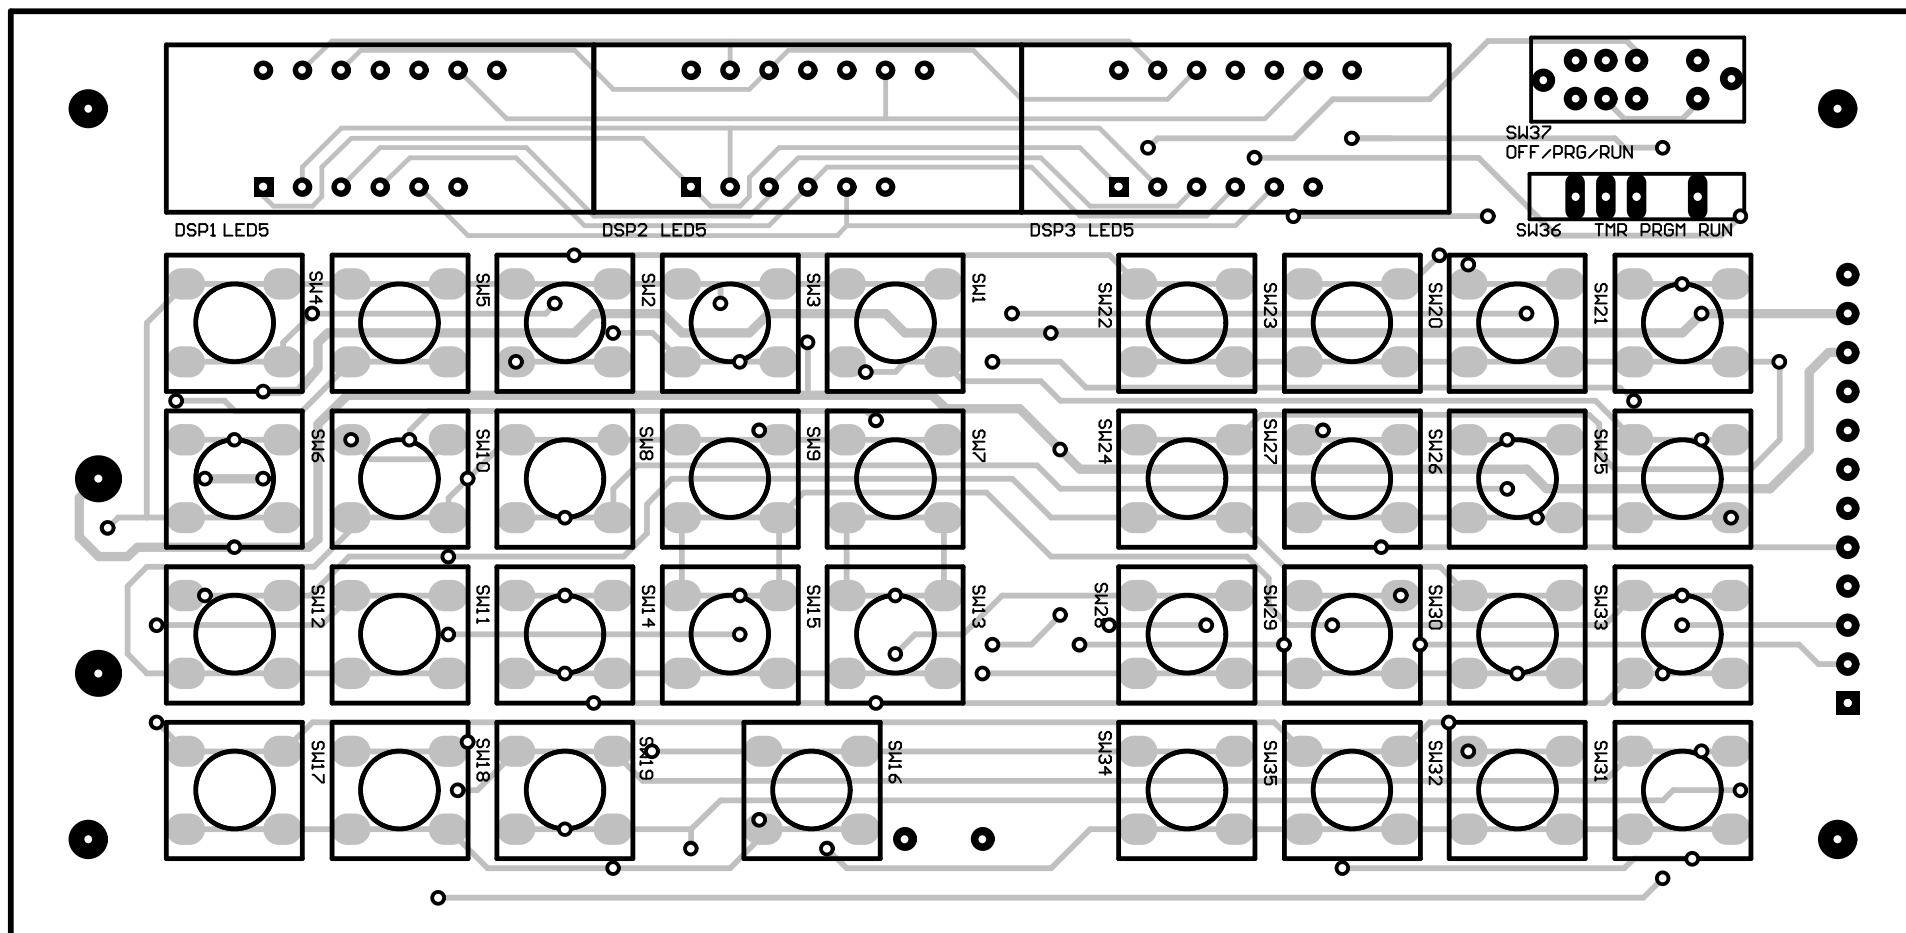 SW37
OFF/PRG/RUN
DSP1 LED5
DSP2 LED5
DSP3 LED5
SW36
TMR PRGM RUN
SW4
SW5
SW2
SW3
SW1
SW22
SW23
SW20
SW21
SW6
SW10
SW8
SW9
SW7
SW24
SW27
SW26
SW25
SW12
SW11
SW14
SW15
SW13
SW28
SW29
SW30
SW33
SW17
SW18
SW19
SW16
SW34
SW35
SW32
SW31